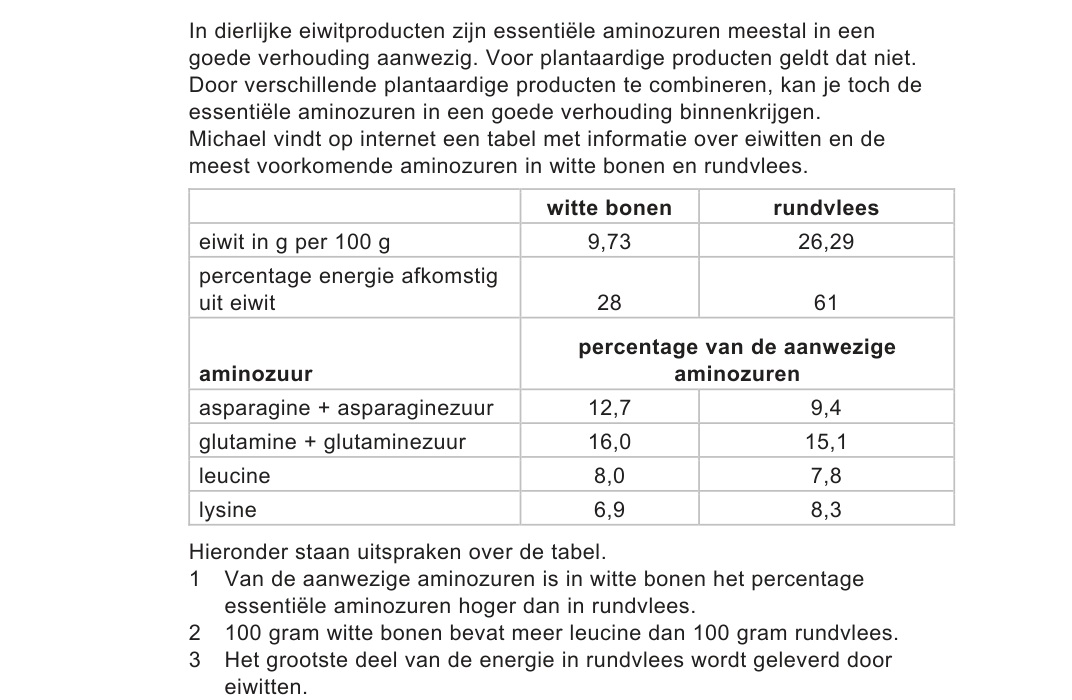 In dierlijke eiwitproducten zijn essentiële aminozuren meestal in een
goede verhouding aanwezig. Voor plantaardige producten geldt dat niet.
Door verschillende plantaardige producten te combineren, kan je toch de
essentiële aminozuren in een goede verhouding binnenkrijgen.
Michael vindt op internet een tabel met informatie over eiwitten en de
meest voorkomende aminozuren in witte bonen en rundvlees.
witte bonen rundvlees
eiwit in g per 100 g 9,73 26,29
percentage energie afkomstig
uit eiwit 28 61
percentage van de aanwezige
aminozuur aminozuren
asparagine + asparaginezuur 12,7 9,4
glutamine + glutaminezuur 16,0 15,1
leucine 8,0 7,8
lysine 6,9 8,3
Hieronder staan uitspraken over de tabel.
1 Van de aanwezige aminozuren is in witte bonen het percentage
essentiële aminozuren hoger dan in rundvlees.
2 100 gram witte bonen bevat meer leucine dan 100 gram rundvlees.
3 Het grootste deel van de energie in rundvlees wordt geleverd door
eiwitten.